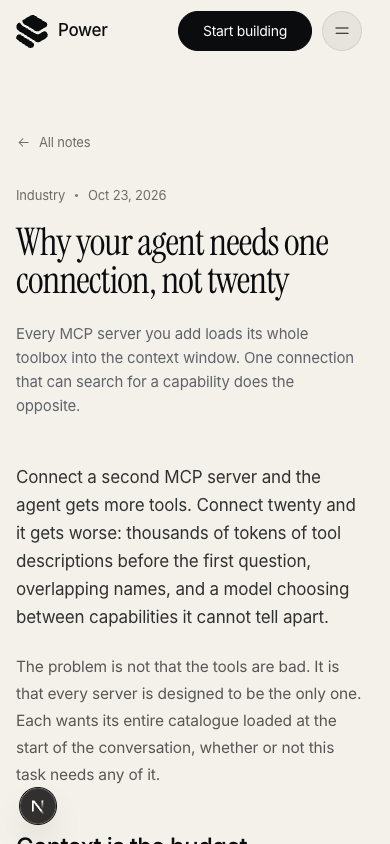 Power
Start building
← All notes
Industry • Oct 23, 2026
Why your agent needs one
connection, not twenty
Every MCP server you add loads its whole
toolbox into the context window. One connection
that can search for a capability does the
opposite.
Connect a second MCP server and the
agent gets more tools. Connect twenty and
it gets worse: thousands of tokens of tool
descriptions before the first question,
overlapping names, and a model choosing
between capabilities it cannot tell apart.
The problem is not that the tools are bad. It is
that every server is designed to be the only one.
Each wants its entire catalogue loaded at the
start of the conversation, whether or not this
task needs any of it.
N
Context is the budget